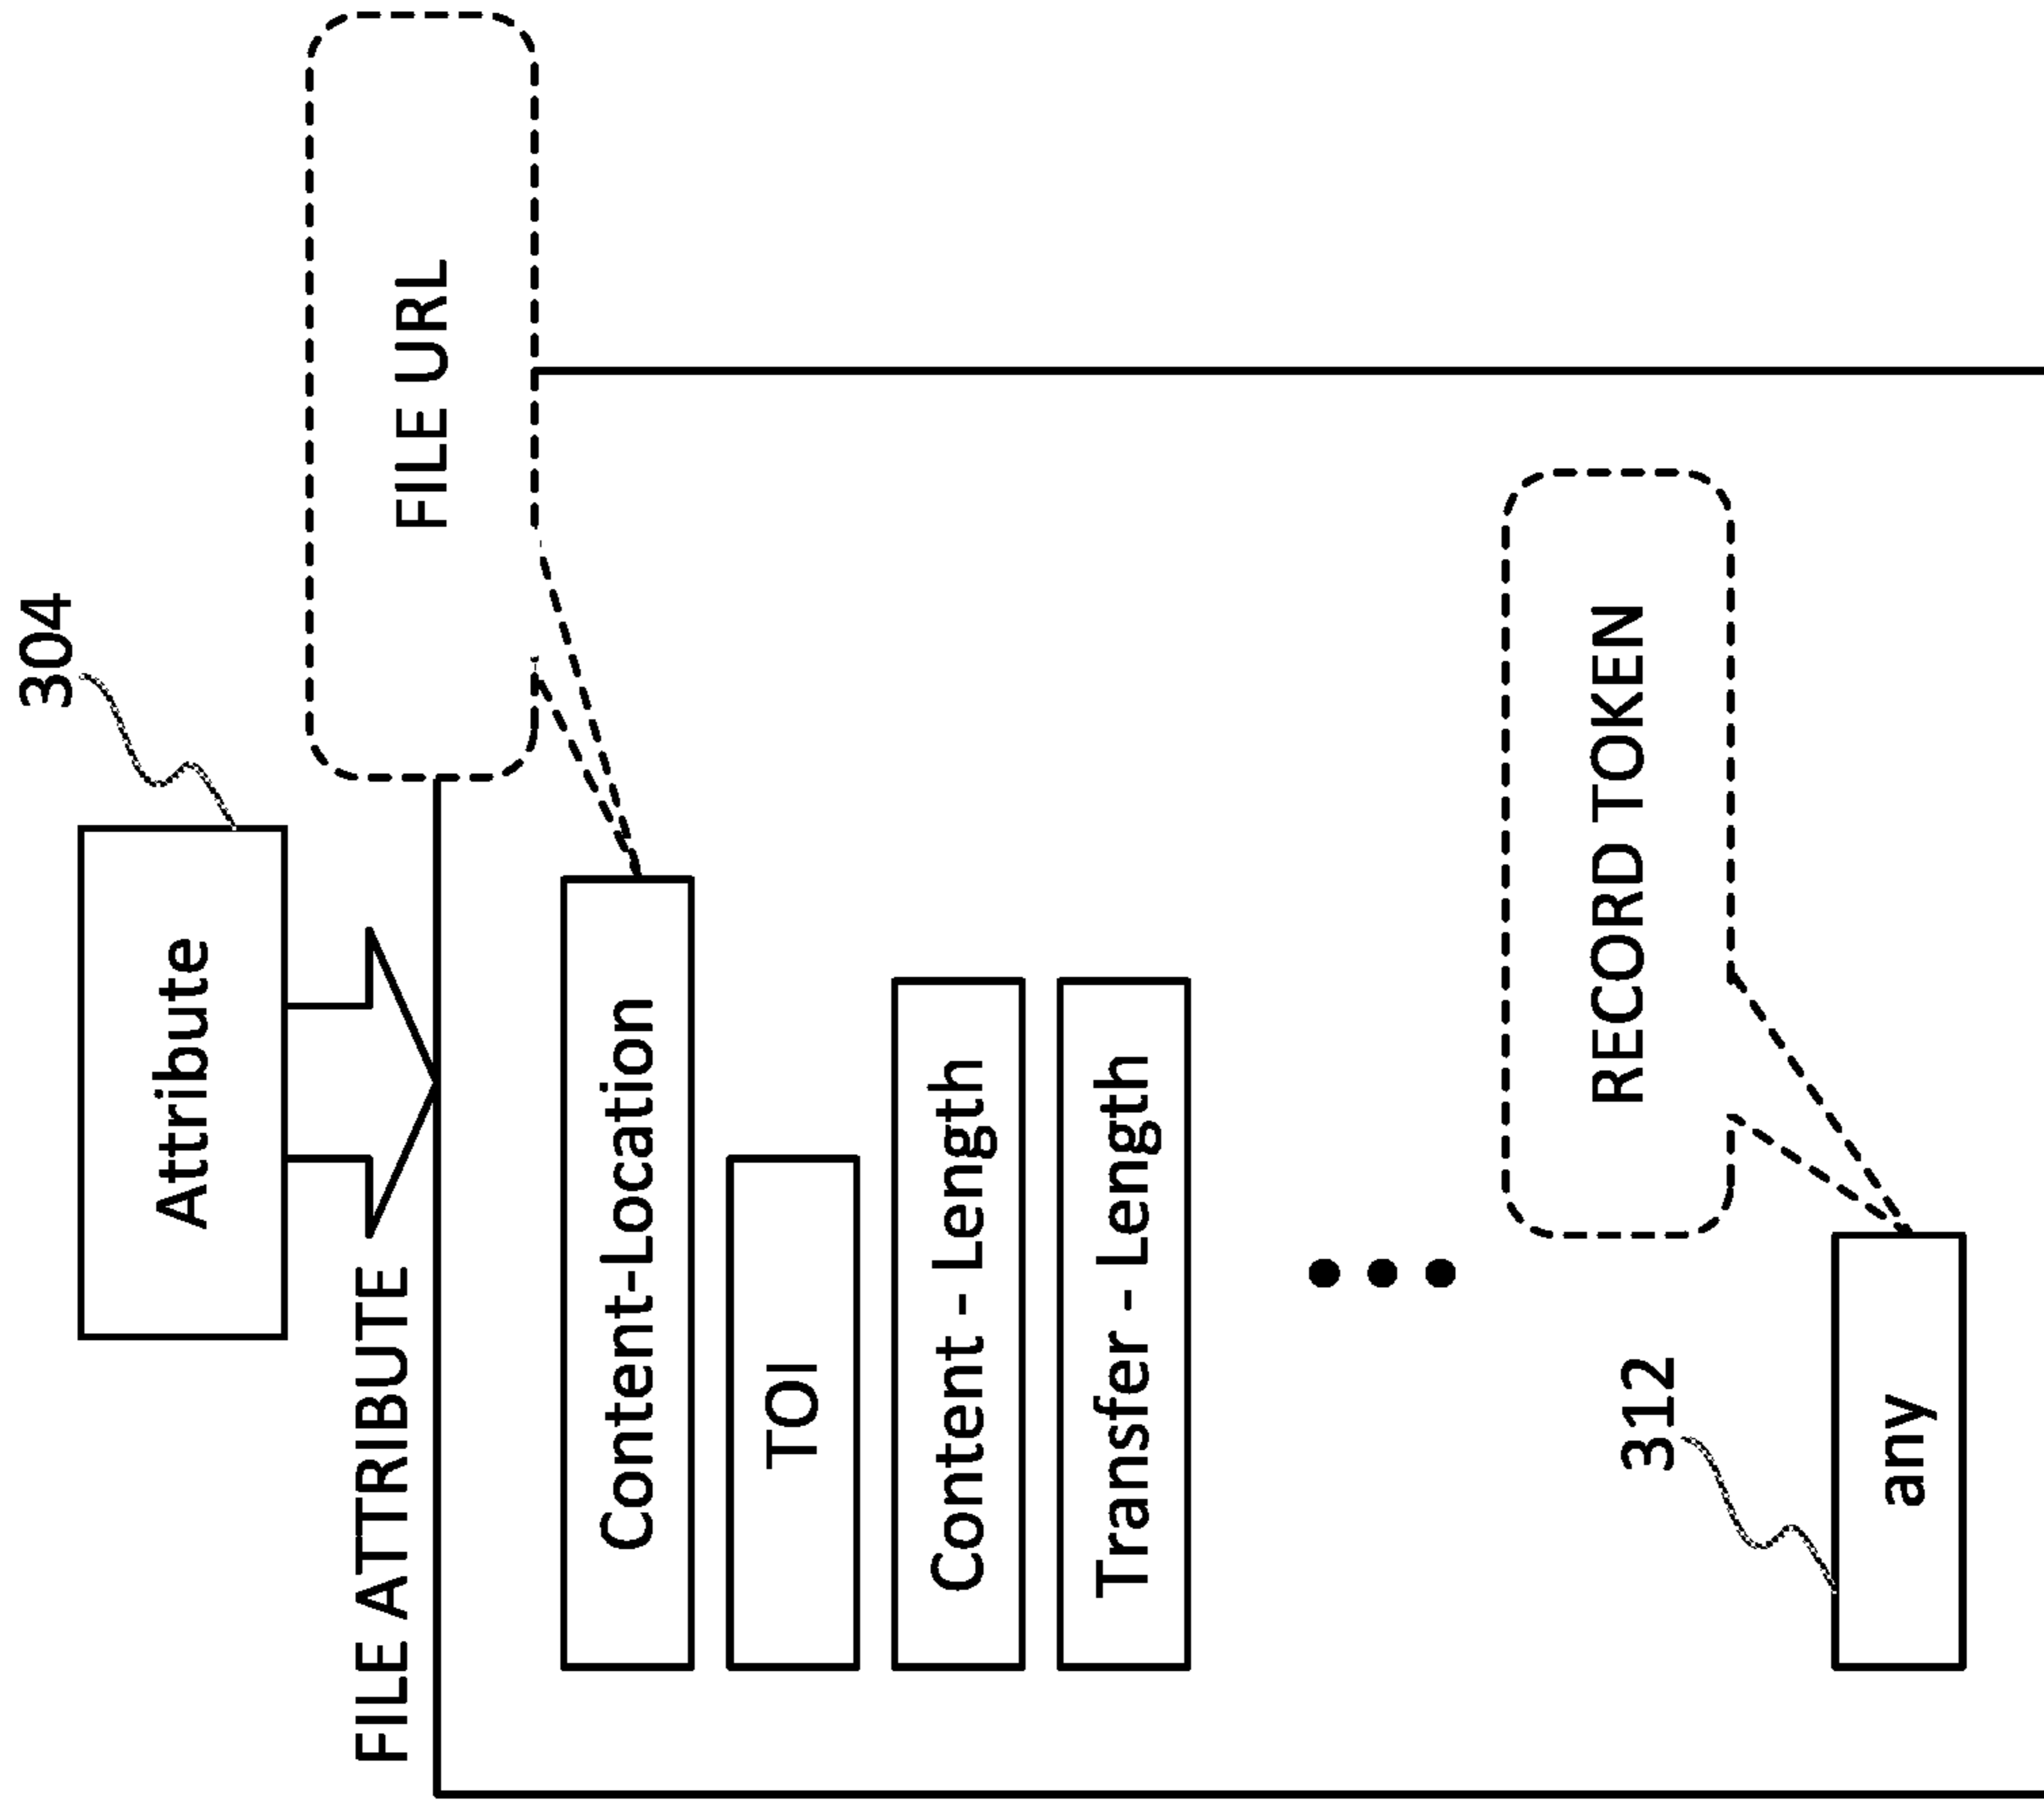 304
Attribute
FILE ATTRIBUTE
FILE URL
Content-Location
TOI
Content - Length
Transfer - Length
RECORD TOKEN
312
any